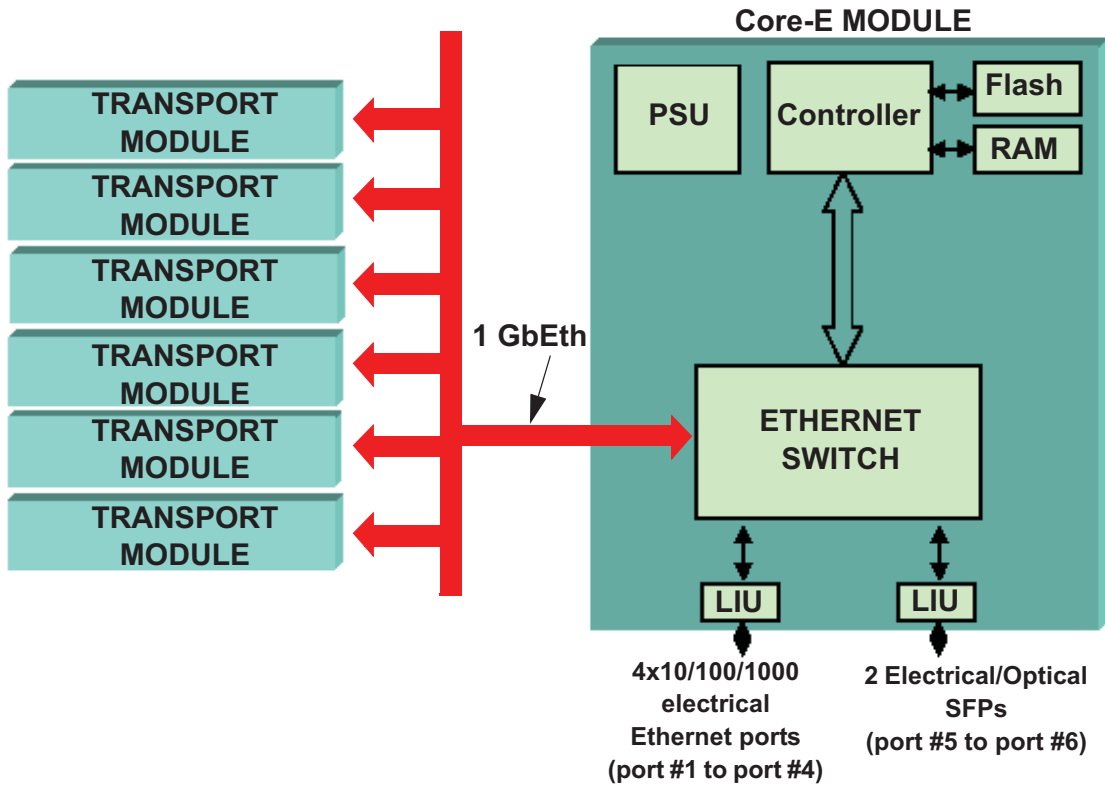 Core-E MODULE
TRANSPORT
MODULE
TRANSPORT
MODULE
TRANSPORT
MODULE
TRANSPORT
MODULE
TRANSPORT
MODULE
TRANSPORT
MODULE
1 GbEth
PSU
Controller
Flash
RAM
ETHERNET
SWITCH
LIU
LIU
4x10/100/1000
electrical
Ethernet ports
(port #1 to port #4)
2 Electrical/Optical
SFPs
(port #5 to port #6)